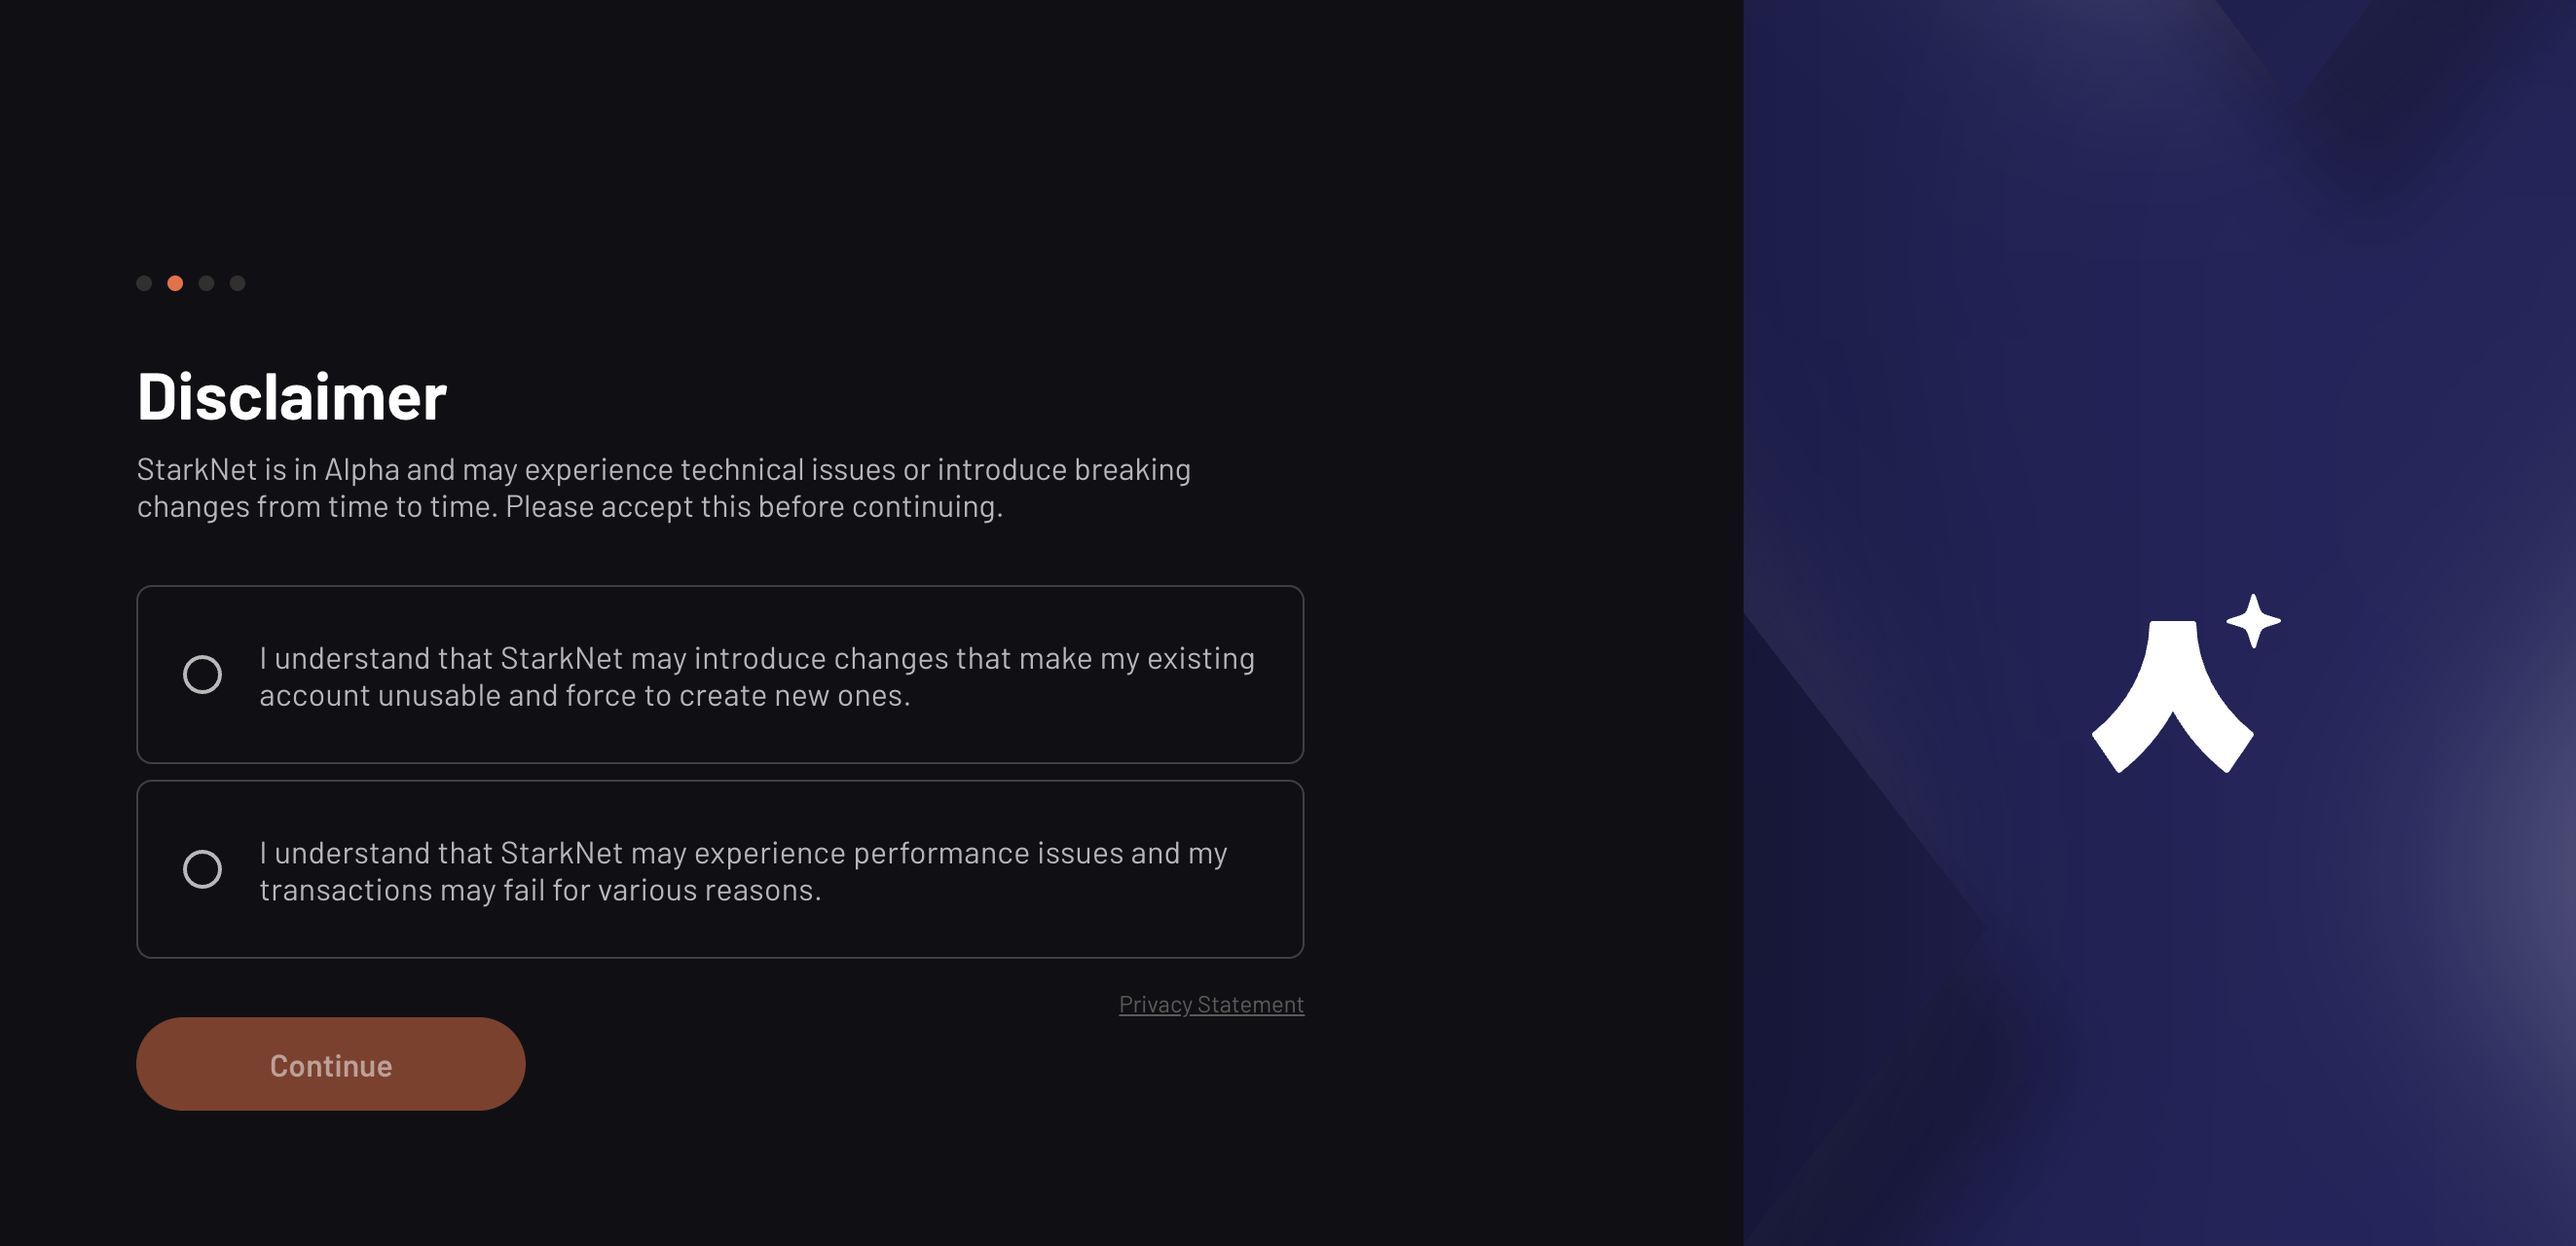 Disclaimer
StarkNet is in Alpha and may experience technical issues or introduce breaking
changes from time to time. Please accept this before continuing.
I understand that StarkNet may introduce changes that make my existing
account unusable and force to create new ones.
I understand that StarkNet may experience performance issues and my
transactions may fail for various reasons.
Privacy Statement
Continue